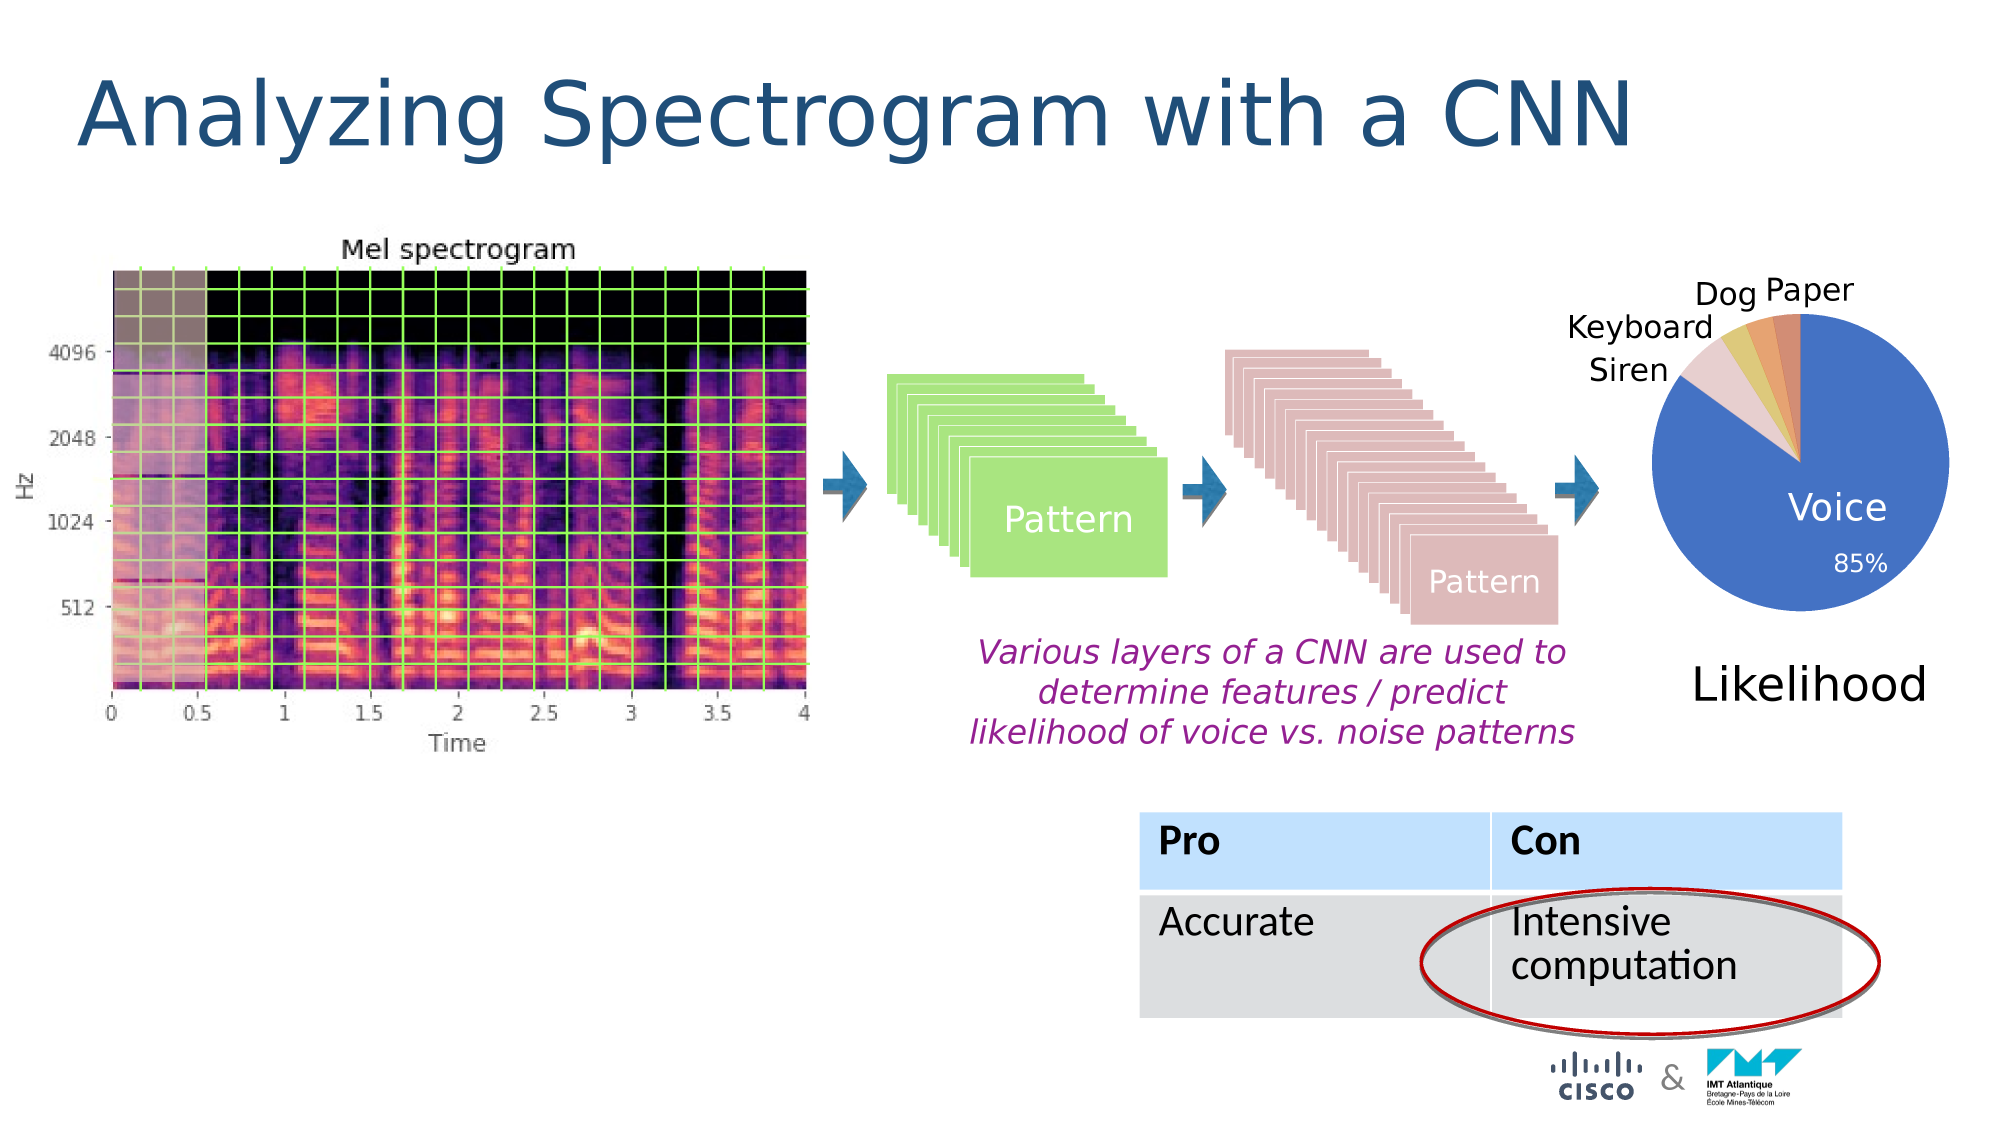 Analyzing Spectrogram with a CNN
Mel spectrogram
4096
2048
1024
512
Hz
0 0.5 1 1.5 2 2.5 3 3.5 4
Time
Pattern
Pattern
Various layers of a CNN are used to
determine features / predict
likelihood of voice vs. noise patterns
Dog Paper
Keyboard
Siren
Voice
85%
Likelihood
Pro Con
Accurate Intensive
computation
CISCO & IMT Atlantique
Bretagne-Pays de la Loire
École Mines-Télécom